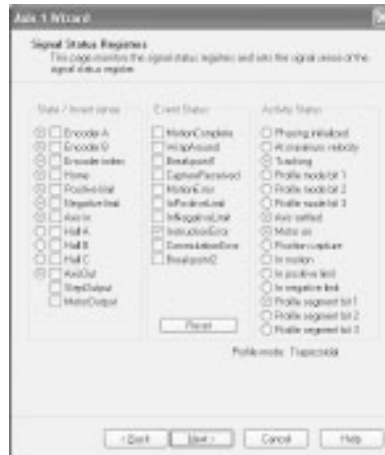 Axis 1 Wizard
Signal Status Registers
This page monitors the signal status registers and sets the signal sense of the
signal status register.
State / Invert sense
Encoder A
Encoder B
Encoder index
Home
Positive limit
Negative limit
Axis in
Hall A
Hall B
Hall C
AxisOut
StepOutput
MotorOutput
Event Status
MotionComplete
WrapAround
Breakpoint1
CaptureReceived
MotionError
InPositiveLimit
InNegativeLimit
InstructionError
CommutationError
Breakpoint2
Reset
Activity Status
Phasing initialized
At maximum velocity
Tracking
Profile mode bit 1
Profile mode bit 2
Profile mode bit 3
Axis settled
Motor on
Position capture
In motion
In positive limit
In negative limit
Profile segment bit 1
Profile segment bit 2
Profile segment bit 3
Profile mode: Trapezoidal
< Back
Next >
Cancel
Help